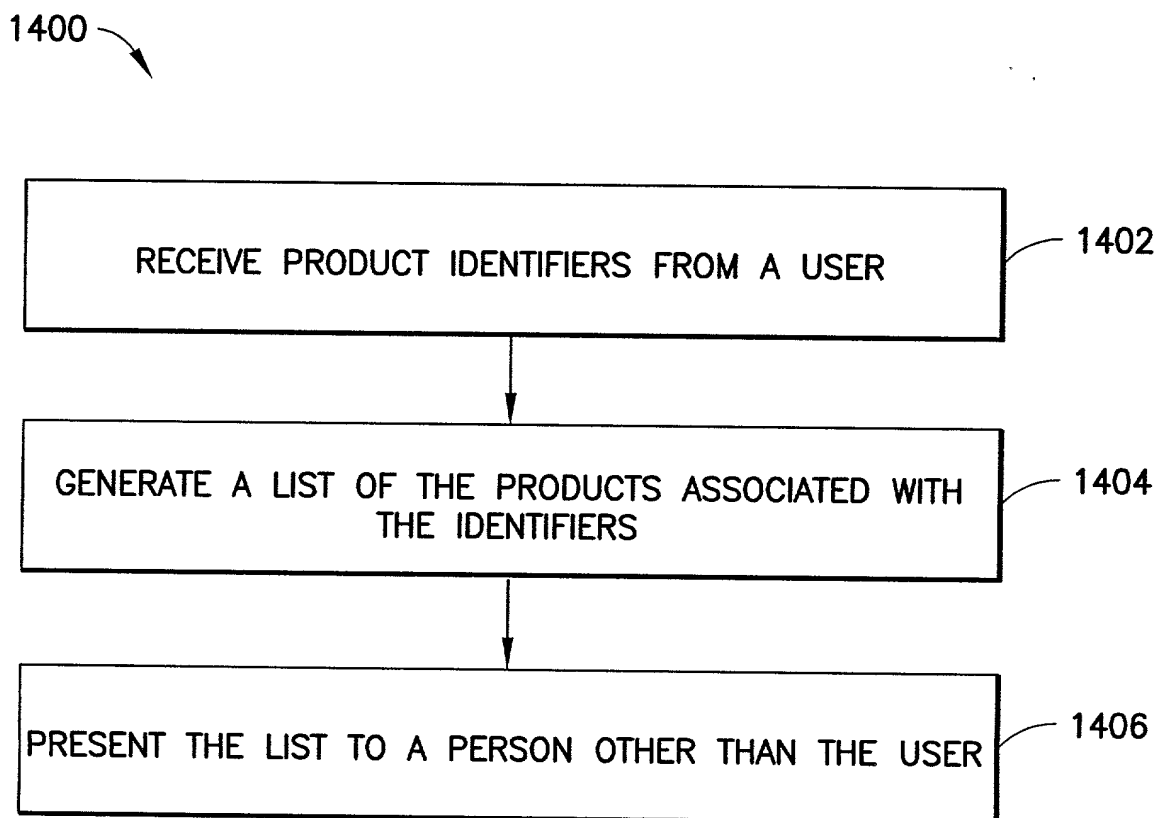 1400
RECEIVE PRODUCT IDENTIFIERS FROM A USER
1402
GENERATE A LIST OF THE PRODUCTS ASSOCIATED WITH
THE IDENTIFIERS
1404
PRESENT THE LIST TO A PERSON OTHER THAN THE USER
1406